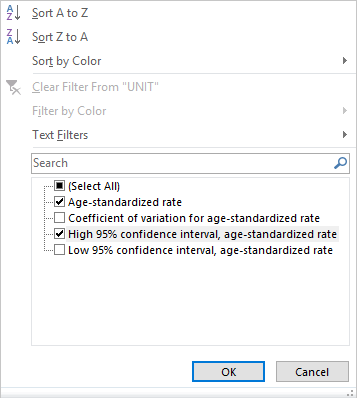 Sort A to Z
Sort Z to A
Sort by Color
Clear Filter From "UNIT"
Filter by Color
Text Filters
Search
(Select All)
Age-standardized rate
Coefficient of variation for age-standardized rate
High 95% confidence interval, age-standardized rate
Low 95% confidence interval, age-standardized rate
OK Cancel